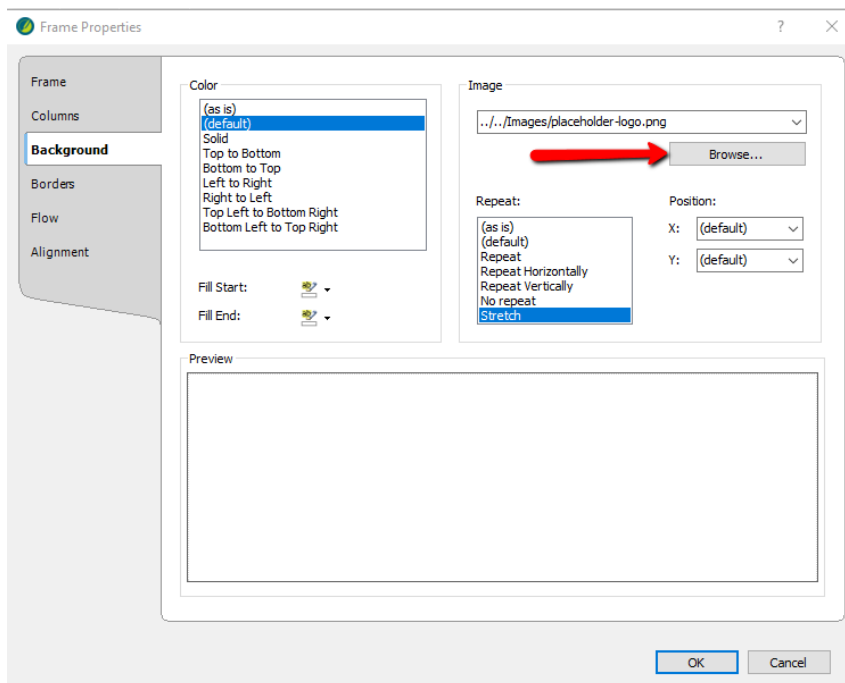 Frame Properties
?
Frame
Columns
Background
Borders
Flow
Alignment
Color
(as is)
(default)
Solid
Top to Bottom
Bottom to Top
Left to Right
Right to Left
Top Left to Bottom Right
Bottom Left to Top Right
Fill Start:
Fill End:
Image
../../Images/placeholder-logo.png
Browse...
Repeat:
(as is)
(default)
Repeat
Repeat Horizontally
Repeat Vertically
No repeat
Stretch
Position:
X: (default)
Y: (default)
Preview
OK
Cancel